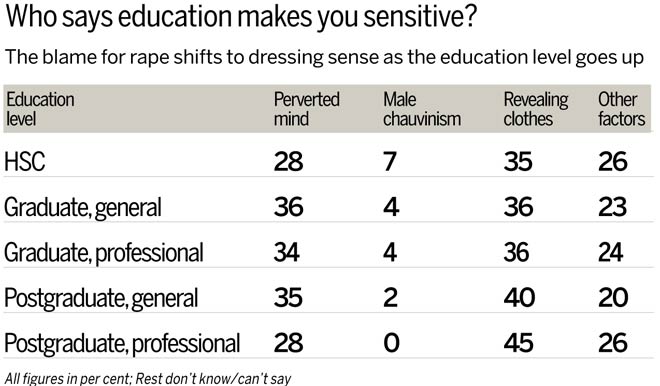 Who says education makes you sensitive?
The blame for rape shifts to dressing sense as the education level goes up
Education level Perverted mind Male chauvinism Revealing clothes Other factors
HSC 28 7 35 26
Graduate, general 36 4 36 23
Graduate, professional 34 4 36 24
Postgraduate, general 35 2 40 20
Postgraduate, professional 28 0 45 26
All figures in per cent; Rest don't know/can't say